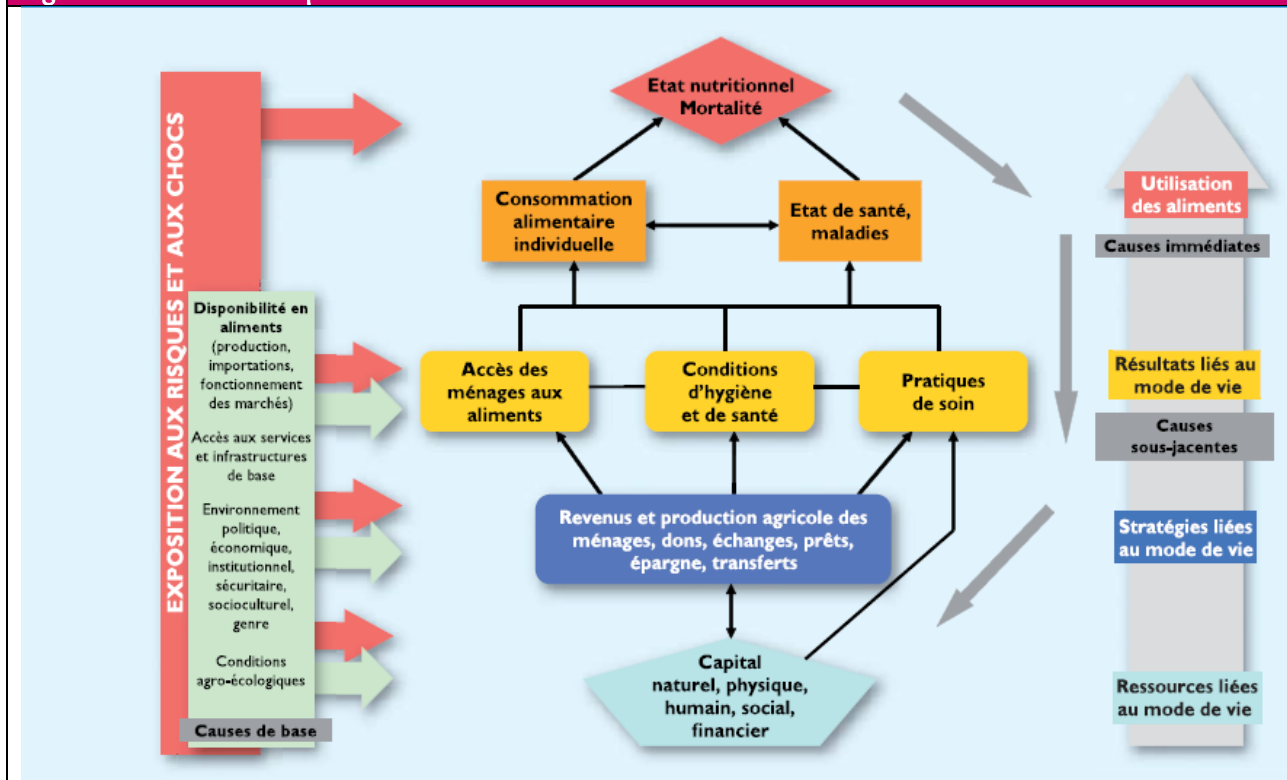 EXPOSITION AUX RISQUES ET AUX CHOCS
Disponibilité en
aliments
(production,
importations,
fonctionnement
des marchés)
Accès aux services
et infrastructures
de base
Environnement
politique,
économique,
institutionnel,
sécuritaire,
socioculturel,
genre
Conditions
agro-écologiques
Causes de base
Etat nutritionnel
Mortalité
Consommation
alimentaire
individuelle
Etat de santé,
maladies
Accès des
ménages aux
aliments
Conditions
d'hygiène
et de santé
Pratiques
de soin
Revenus et production agricole des
ménages, dons, échanges, prêts,
épargne, transferts
Capital
naturel, physique,
humain, social,
financier
Utilisation
des aliments
Causes immédiates
Résultats liés au
mode de vie
Causes
sous-jacentes
Stratégies liées
au mode de vie
Ressources liées
au mode de vie